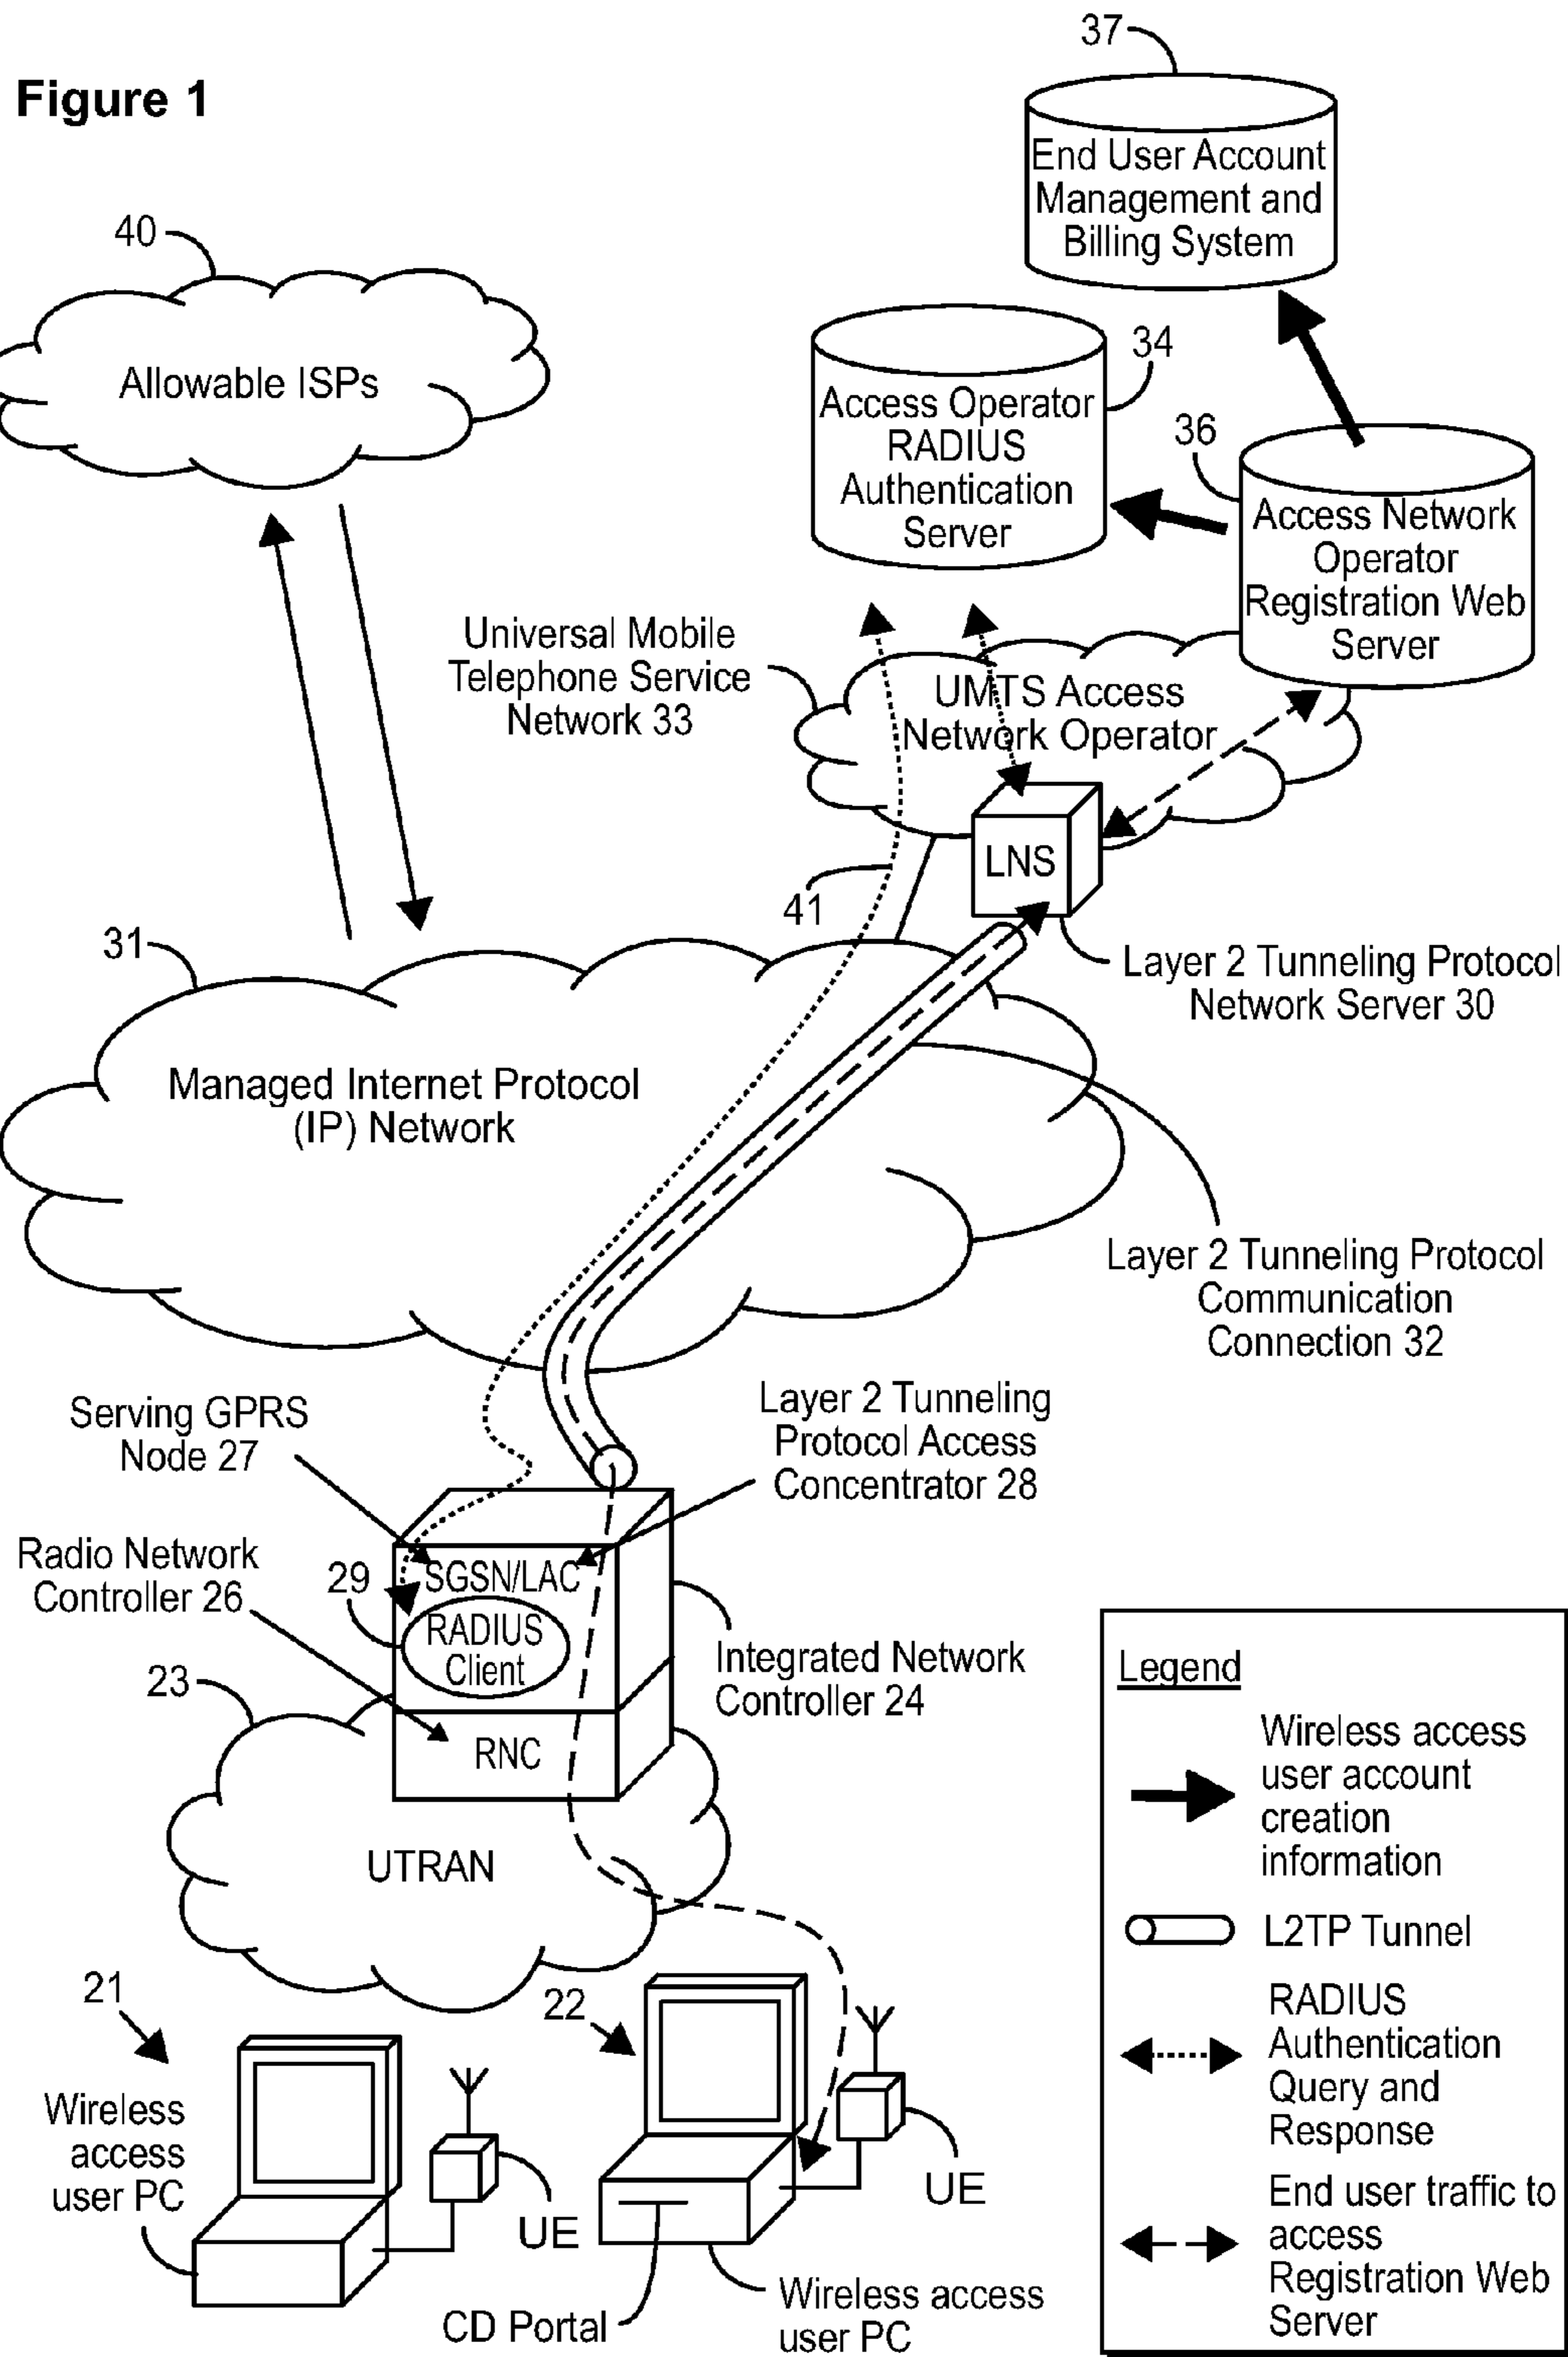 Figure 1
37
End User Account
Management and
Billing System
40
Allowable ISPs
34
Access Operator
RADIUS
Authentication
Server
36
Access Network
Operator
Registration Web
Server
Universal Mobile
Telephone Service
Network 33
UMTS Access
Network Operator
LNS
41
31
Layer 2 Tunneling Protocol
Network Server 30
Managed Internet Protocol
(IP) Network
Layer 2 Tunneling Protocol
Communication
Connection 32
Serving GPRS
Node 27
Layer 2 Tunneling
Protocol Access
Concentrator 28
Radio Network
Controller 26
29
SGSN/LAC
RADIUS
Client
Integrated Network
Controller 24
23
RNC
UTRAN
21
22
Wireless
access
user PC
UE
UE
CD Portal
Wireless access
user PC
Legend
Wireless access
user account
creation
information
L2TP Tunnel
RADIUS
Authentication
Query and
Response
End user traffic to
access
Registration Web
Server